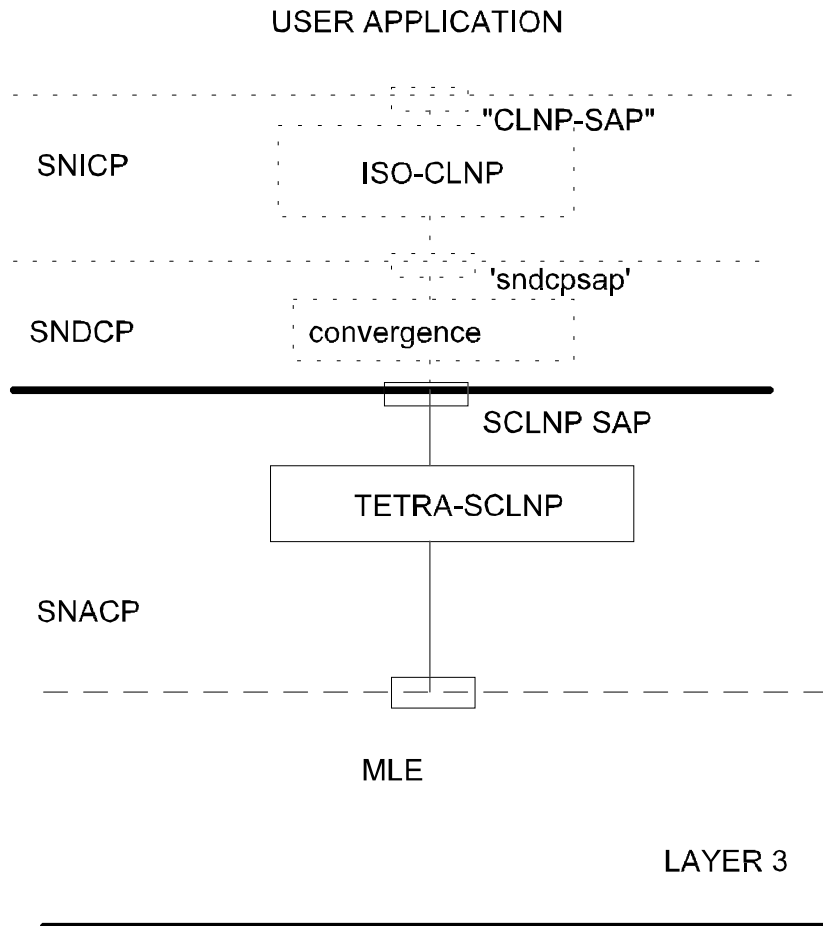 USER APPLICATION
"CLNP-SAP"
SNICP
ISO-CLNP
'sndcpsap'
SNDCP
convergence
SCLNP SAP
TETRA-SCLNP
SNACP
MLE
LAYER 3